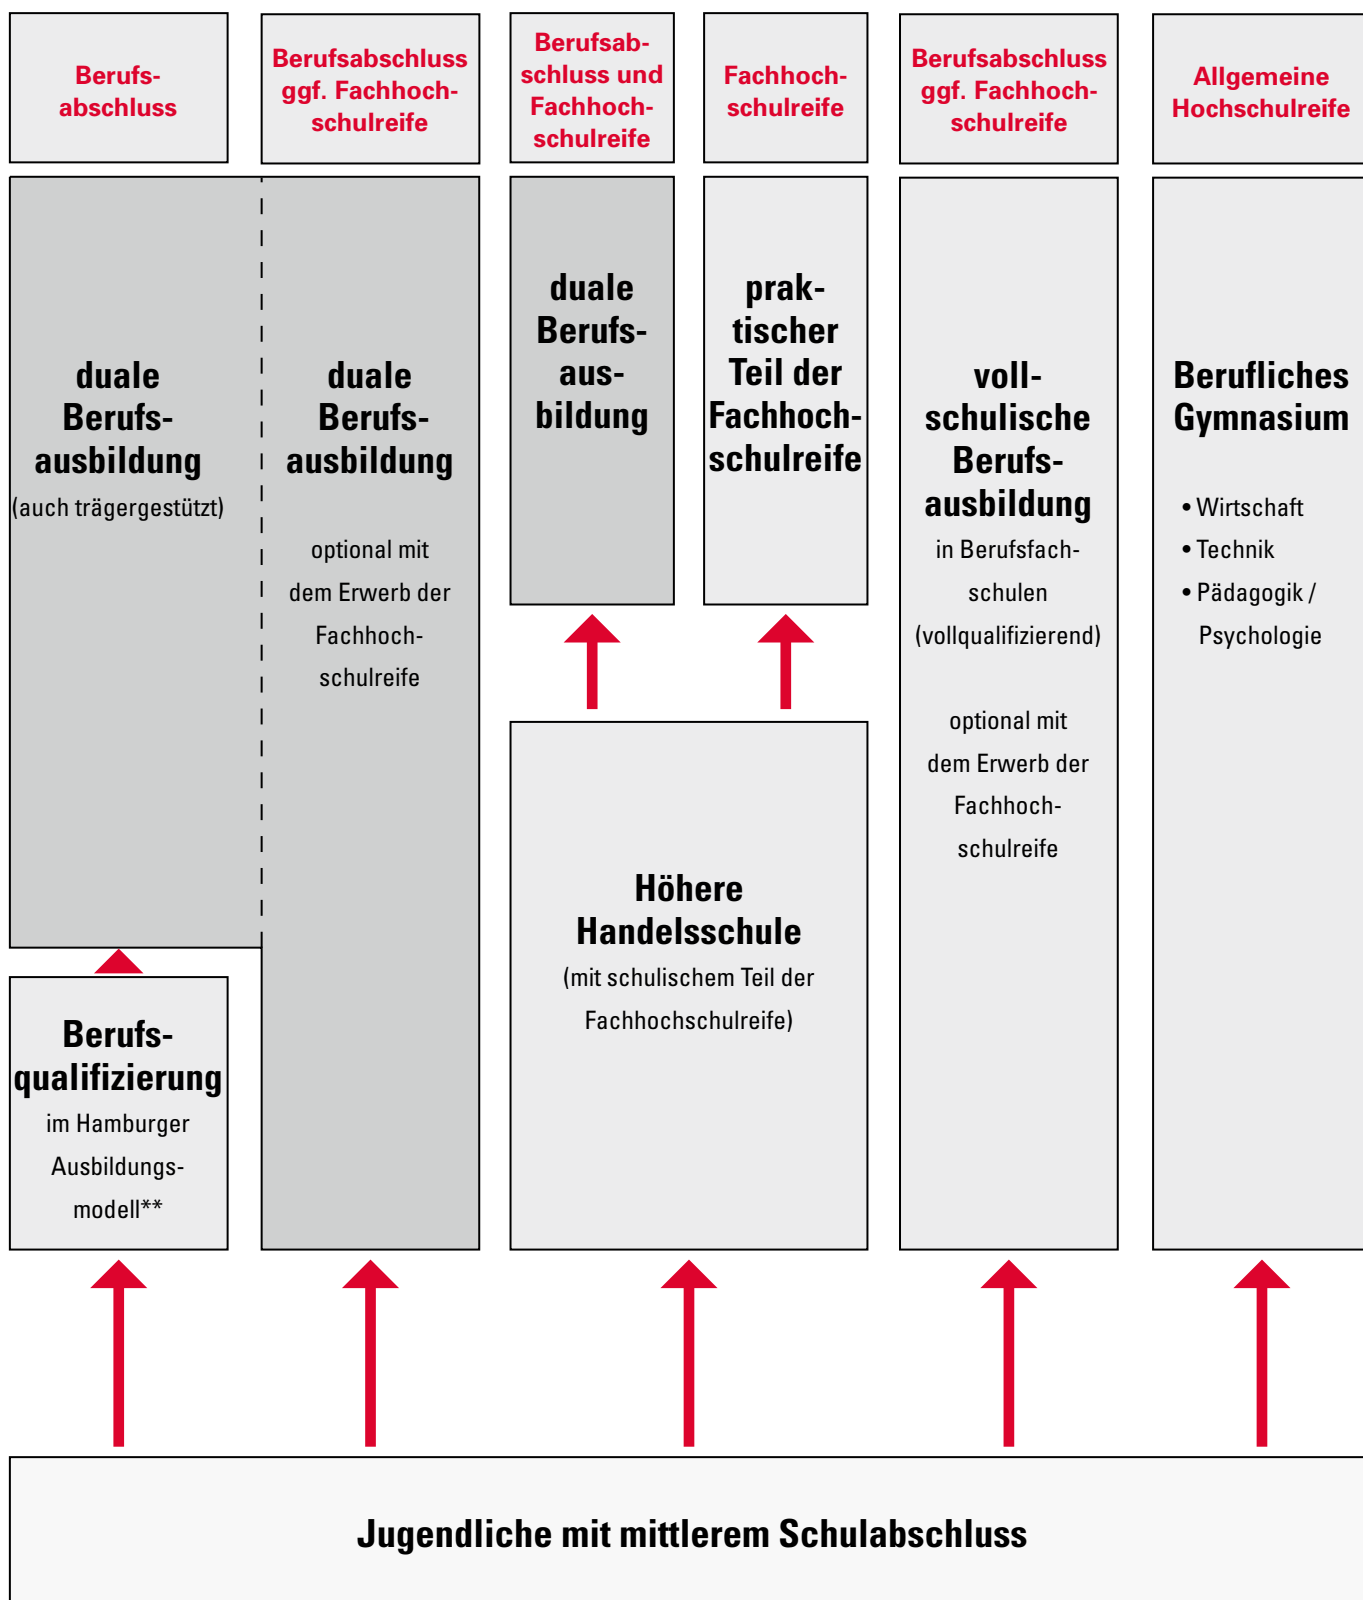 Berufs-
abschluss
Berufsabschluss
ggf. Fachhoch-
schulreife
Berufsab-
schluss und
Fachhoch-
schulreife
Fachhoch-
schulreife
Berufsabschluss
ggf. Fachhoch-
schulreife
Allgemeine
Hochschulreife
duale
Berufs-
ausbildung
(auch trägergestützt)
duale
Berufs-
ausbildung
optional mit
dem Erwerb der
Fachhoch-
schulreife
duale
Berufs-
aus-
bildung
prak-
tischer
Teil der
Fachhoch-
schulreife
voll-
schulische
Berufs-
ausbildung
in Berufsfach-
schulen
(vollqualifizierend)
optional mit
dem Erwerb der
Fachhoch-
schulreife
Berufliches
Gymnasium
• Wirtschaft
• Technik
• Pädagogik /
Psychologie
Höhere
Handelsschule
(mit schulischem Teil der
Fachhochschulreife)
Berufs-
qualifizierung
im Hamburger
Ausbildungs-
modell**
Jugendliche mit mittlerem Schulabschluss